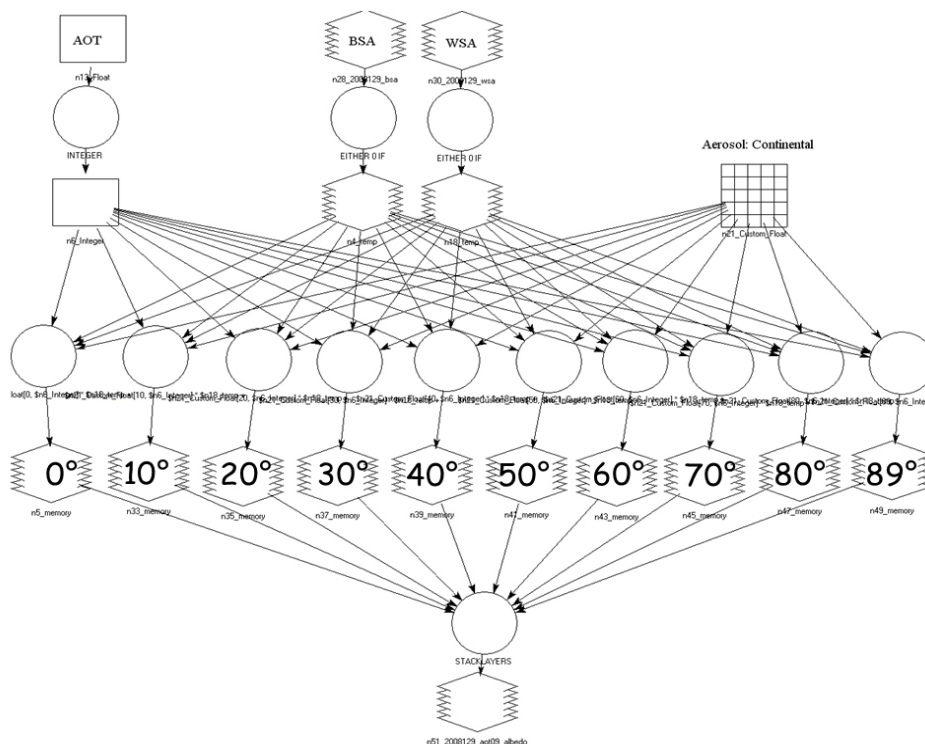 AOT
BSA
WSA
n13_Float
n28_2008129_bsa
n30_2008129_wsa
INTEGER
EITHER 0 IF
EITHER 0 IF
Aerosol: Continental
n6_Integer
n4_temp
n18_temp
n21_Custom_Float
0°
10°
20°
30°
40°
50°
60°
70°
80°
89°
n5_memory
n33_memory
n35_memory
n37_memory
n39_memory
n41_memory
n43_memory
n45_memory
n47_memory
n49_memory
STACKLAYERS
n51_2008129_aot09_albedo